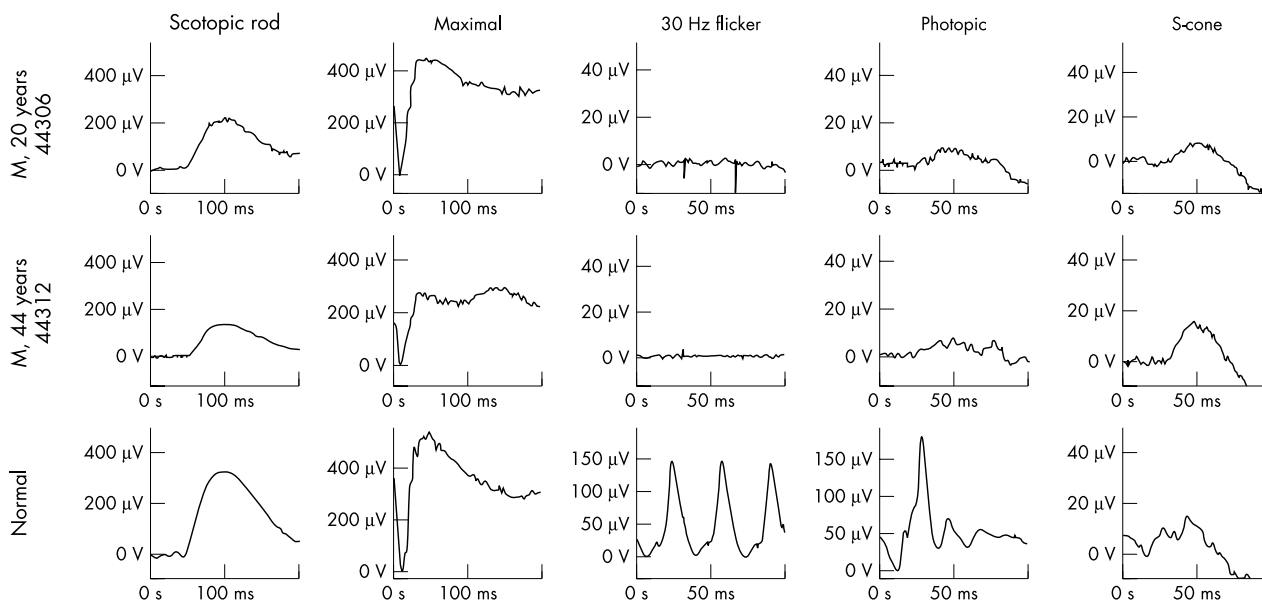 Scotopic rod Maximal 30 Hz flicker Photopic S-cone
M, 20 years
44306
400 µV 400 µV 40 µV 40 µV 40 µV
200 µV 200 µV 20 µV 20 µV 20 µV
0 V 0 V 0 V 0 V 0 V
0 s 100 ms 0 s 100 ms 0 s 50 ms 0 s 50 ms 0 s 50 ms
M, 44 years
44312
400 µV 400 µV 40 µV 40 µV 40 µV
200 µV 200 µV 20 µV 20 µV 20 µV
0 V 0 V 0 V 0 V 0 V
0 s 100 ms 0 s 100 ms 0 s 50 ms 0 s 50 ms 0 s 50 ms
Normal
400 µV 400 µV 150 µV 150 µV 40 µV
200 µV 200 µV 100 µV 100 µV 20 µV
50 µV 50 µV
0 V 0 V 0 V 0 V 0 V
0 s 100 ms 0 s 100 ms 0 s 50 ms 0 s 50 ms 0 s 50 ms